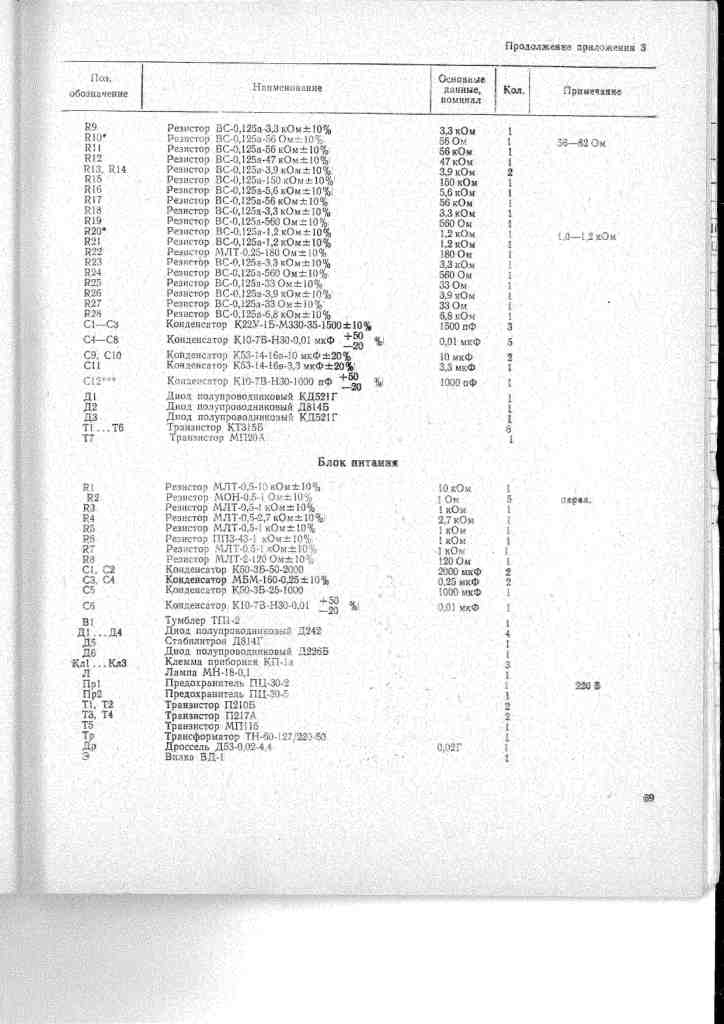 Продолжение приложения 3
Поз. обозначение Наименование Основные данные, номинал Кол. Примечание
R9 Резистор ВС-0,125а-3,3 кОм±10% 3,3 кОм 1
R10* Резистор ВС-0,125а-56 Ом±10% 56 Ом 1 56—82 Ом
R11 Резистор ВС-0,125а-56 кОм±10% 56 кОм 1
R12 Резистор ВС-0,125а-47 кОм±10% 47 кОм 1
R13, R14 Резистор ВС-0,125а-3,9 кОм±10% 3,9 кОм 2
R15 Резистор ВС-0,125а-150 кОм±10% 150 кОм 1
R16 Резистор ВС-0,125а-5,6 кОм±10% 5,6 кОм 1
R17 Резистор ВС-0,125а-56 кОм±10% 56 кОм 1
R18 Резистор ВС-0,125а-3,3 кОм±10% 3,3 кОм 1
R19 Резистор ВС-0,125а-560 Ом±10% 560 Ом 1
R20* Резистор ВС-0,125а-1,2 кОм±10% 1,2 кОм 1 1,0—1,2 кОм
R21 Резистор ВС-0,125а-1,2 кОм±10% 1,2 кОм 1
R22 Резистор МЛТ-0,25-180 Ом±10% 180 Ом 1
R23 Резистор ВС-0,125а-3,3 кОм±10% 3,3 кОм 1
R24 Резистор ВС-0,125а-560 Ом±10% 560 Ом 1
R25 Резистор ВС-0,125а-33 Ом±10% 33 Ом 1
R26 Резистор ВС-0,125а-3,9 кОм±10% 3,9 кОм 1
R27 Резистор ВС-0,125а-33 Ом±10% 33 Ом 1
R28 Резистор ВС-0,125а-6,8 кОм±10% 6,8 кОм 1
С1—С3 Конденсатор К22У-1Б-М330-35-1500±10% 1500 пФ 3
С4—С8 Конденсатор К10-7В-Н30-0,01 мкФ +50 −20 % 0,01 мкФ 5
С9, С10 Конденсатор К53-14-16в-10 мкФ±20% 10 мкФ 2
С11 Конденсатор К53-14-16в-3,3 мкФ±20% 3,3 мкФ 1
С12*** Конденсатор К10-7В-Н30-1000 пФ +50 −20 % 1000 пФ 1
Д1 Диод полупроводниковый КД521Г 1
Д2 Диод полупроводниковый Д814Б 1
Д3 Диод полупроводниковый КД521Г 1
Т1 ... Т6 Транзистор КТ315Б 6
Т7 Транзистор МП20А 1
Блок питания
R1 Резистор МЛТ-0,5-10 кОм±10% 10 кОм 1
R2 Резистор МОН-0,5-1 Ом±10% 1 Ом 5 парал.
R3 Резистор МЛТ-0,5-1 кОм±10% 1 кОм 1
R4 Резистор МЛТ-0,5-2,7 кОм±10% 2,7 кОм 1
R5 Резистор МЛТ-0,5-1 кОм±10% 1 кОм 1
R6 Резистор ПП3-43-1 кОм±10% 1 кОм 1
R7 Резистор МЛТ-0,5-1 кОм±10% 1 кОм 1
R8 Резистор МЛТ-2-120 Ом±10% 120 Ом 1
С1, С2 Конденсатор К50-3Б-50-2000 2000 мкФ 2
С3, С4 Конденсатор МБМ-160-0,25±10% 0,25 мкФ 2
С5 Конденсатор К50-3Б-25-1000 1000 мкФ 1
С6 Конденсатор К10-7В-Н30-0,01 +50 −20 % 0,01 мкФ 1
В1 Тумблер ТП1-2 1
Д1 ... Д4 Диод полупроводниковый Д242 4
Д5 Стабилитрон Д814Г 1
Д6 Диод полупроводниковый Д226Б 1
Кл1 ... Кл3 Клемма приборная КП-1а 3
Л Лампа МН-18-0,1 1
Пр1 Предохранитель ПЦ-30-2 1 220 В
Пр2 Предохранитель ПЦ-30-5 1
Т1, Т2 Транзистор П210Б 2
Т3, Т4 Транзистор П217А 2
Т5 Транзистор МП116 1
Тр Трансформатор ТН-60-127/220-50 1
Др Дроссель Д53-0,02-4,4 0,02Г 1
Э Вилка ВД-1 1
69